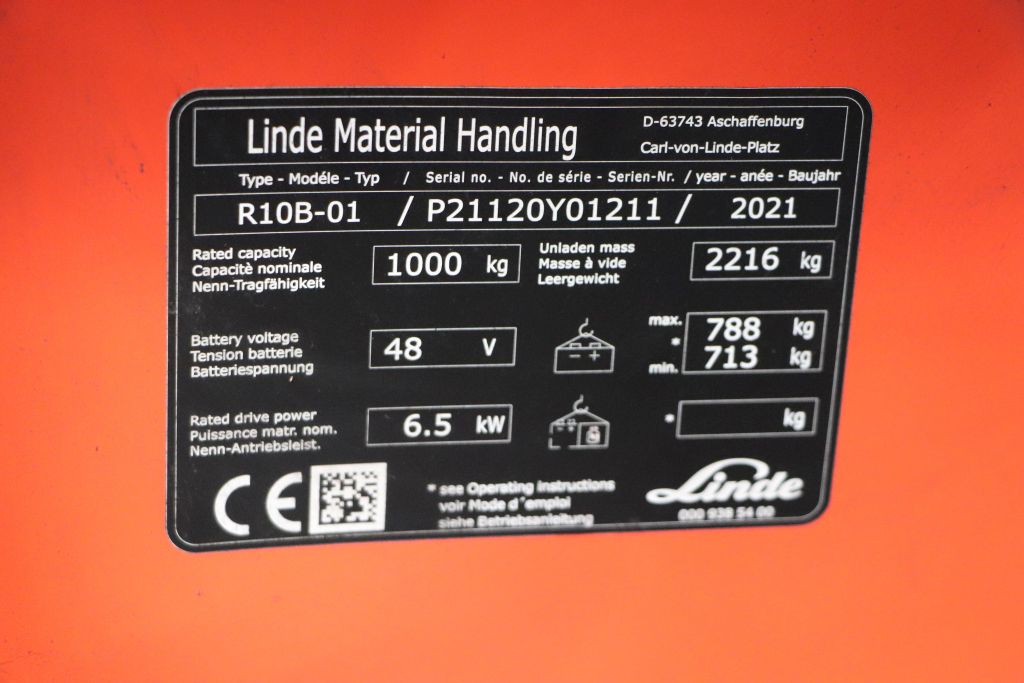 Linde Material Handling
D-63743 Aschaffenburg
Carl-von-Linde-Platz
Type - Modéle - Typ / Serial no. - No. de série - Serien-Nr. / year - anée - Baujahr
R10B-01 / P21120Y01211 / 2021
Rated capacity
Capacitè nominale
Nenn-Tragfähigkeit
1000 kg
Unladen mass
Masse à vide
Leergewicht
2216 kg
Battery voltage
Tension batterie
Batteriespannung
48 V
- +
max. 788 kg
*
min. 713 kg
Rated drive power
Puissance matr. nom.
Nenn-Antriebsleist.
6.5 kW
* kg
CE
* see Operating instructions
voir Mode d´emploi
siehe Betriebsanleitung
Linde
000 938 54 00